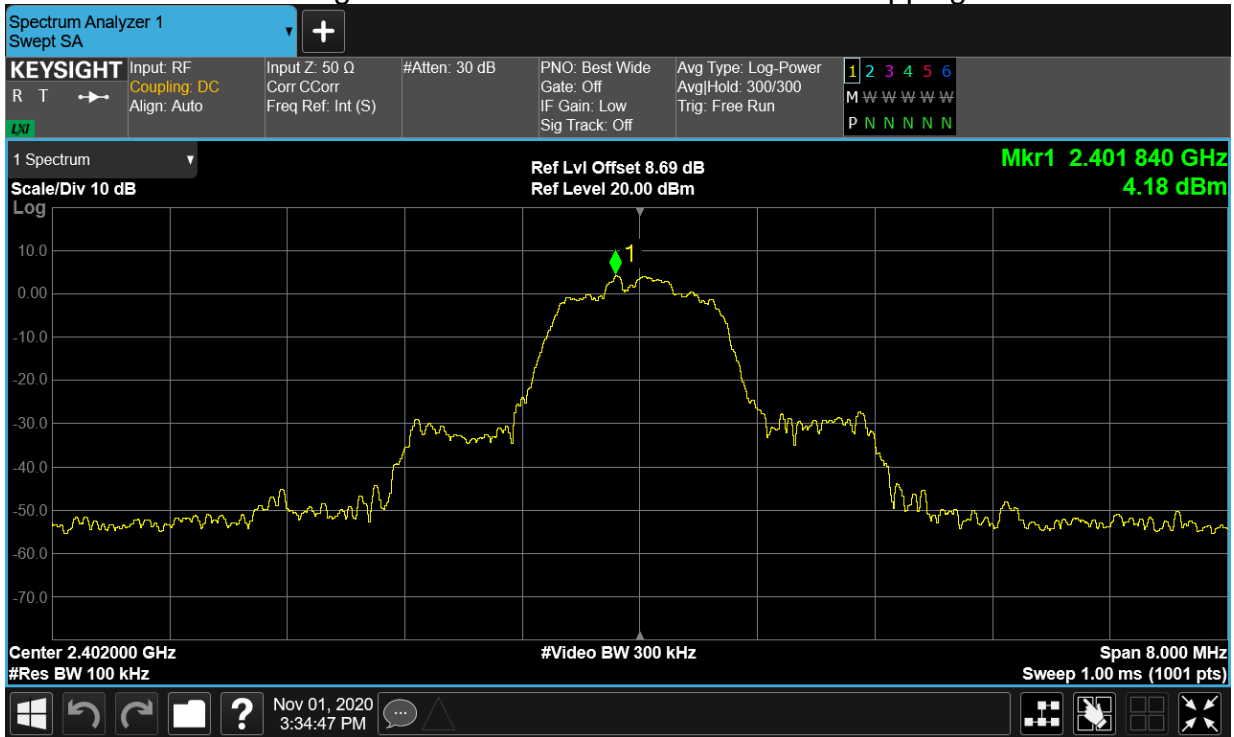 Spectrum Analyzer 1
Swept SA
+
KEYSIGHT
R T
LXI
Input: RF
Coupling: DC
Align: Auto
Input Z: 50 Ω
Corr CCorr
Freq Ref: Int (S)
#Atten: 30 dB
PNO: Best Wide
Gate: Off
IF Gain: Low
Sig Track: Off
Avg Type: Log-Power
Avg|Hold: 300/300
Trig: Free Run
1 2 3 4 5 6
M W W W W W
P N N N N N
1 Spectrum
Scale/Div 10 dB
Log
Ref Lvl Offset 8.69 dB
Ref Level 20.00 dBm
Mkr1 2.401 840 GHz
4.18 dBm
1
10.0
0.00
-10.0
-20.0
-30.0
-40.0
-50.0
-60.0
-70.0
Center 2.402000 GHz
#Res BW 100 kHz
#Video BW 300 kHz
Span 8.000 MHz
Sweep 1.00 ms (1001 pts)
?
Nov 01, 2020
3:34:47 PM